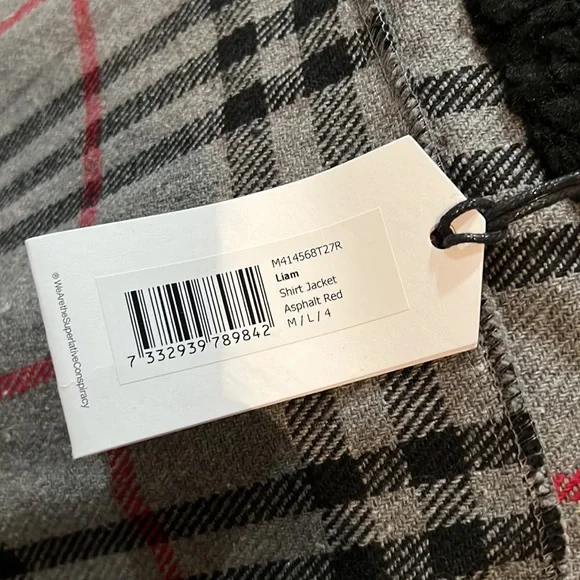 M414568T27R
Liam
Shirt Jacket
Asphalt Red
M / L / 4
7 332939 789842
® WeAretheSuperlativeConspiracy